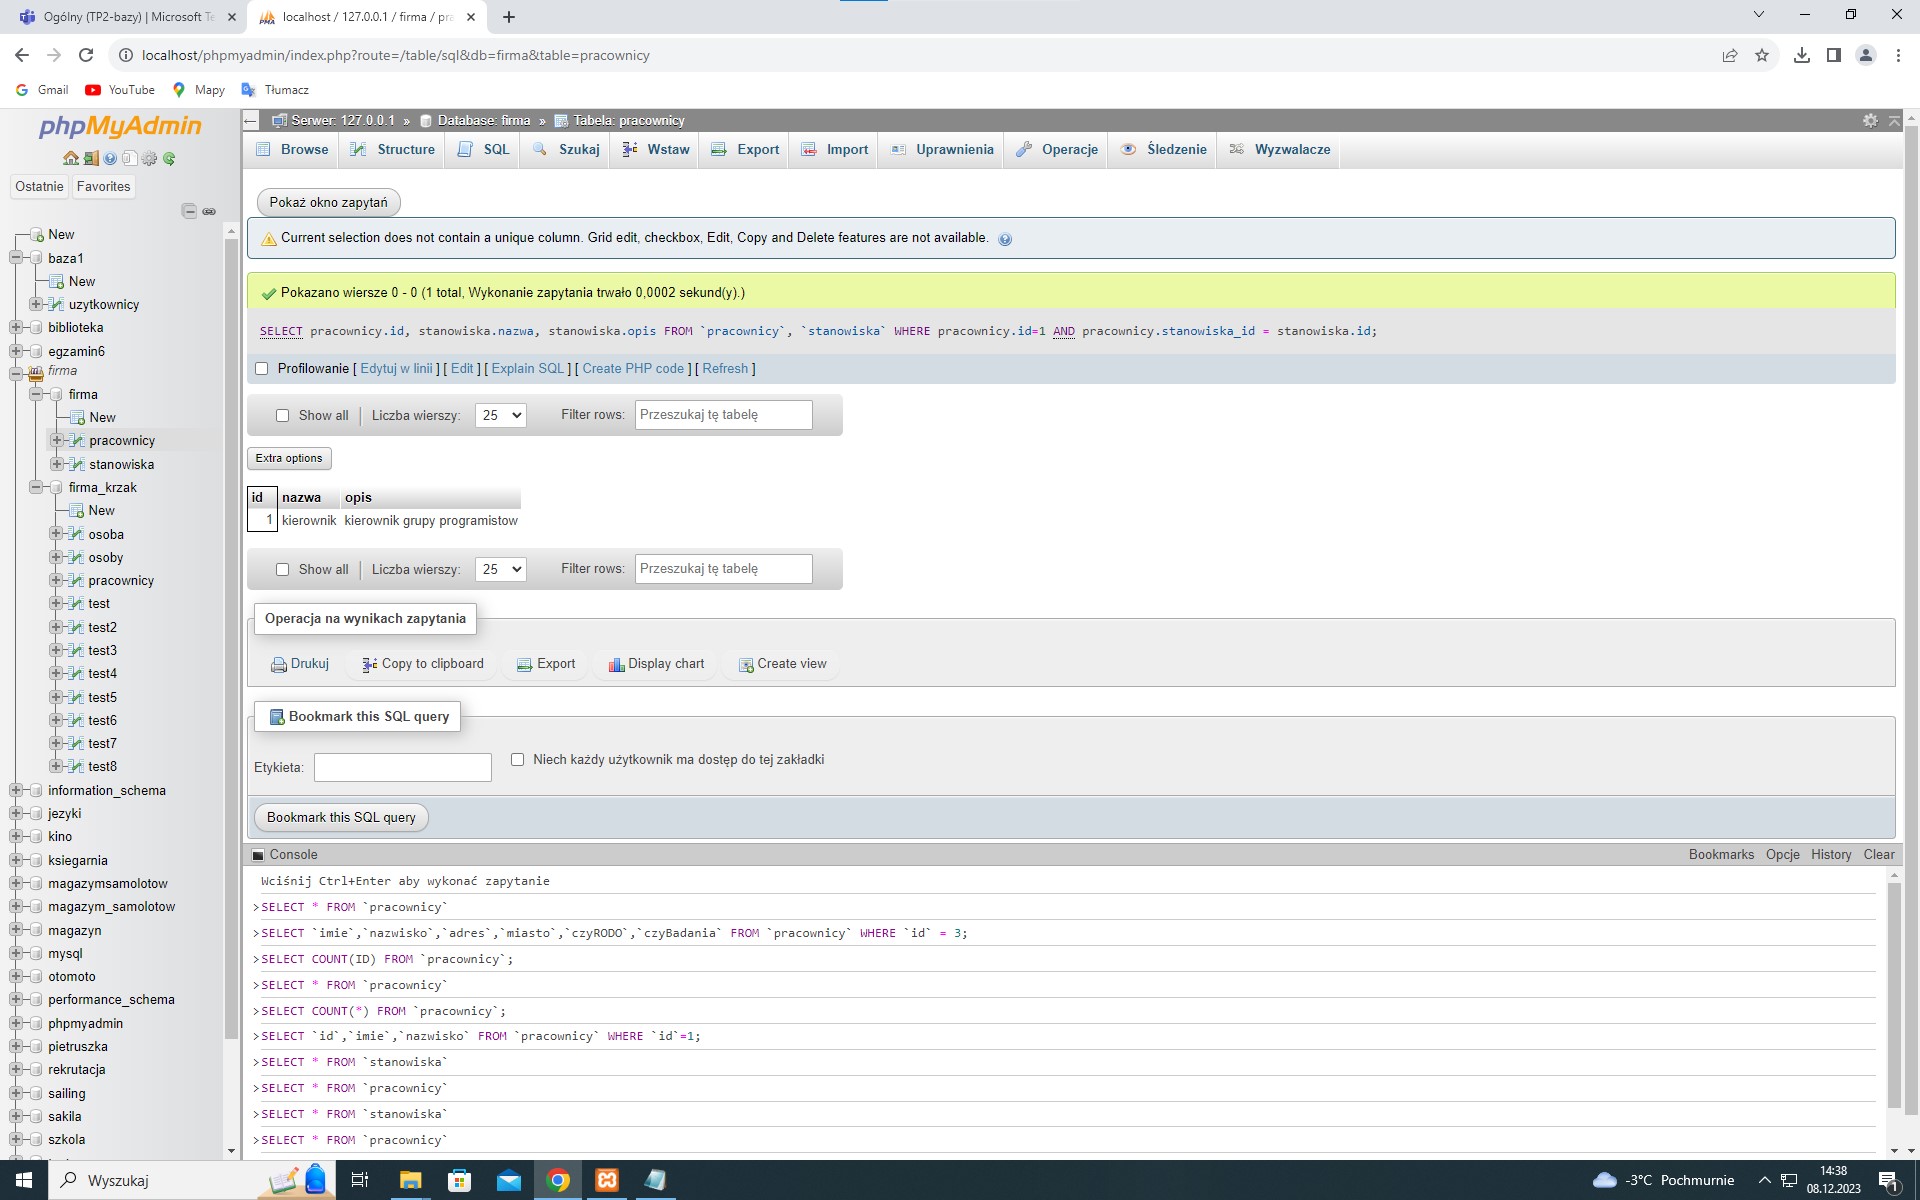 Ogólny (TP2-bazy) | Microsoft Te
localhost / 127.0.0.1 / firma / pra
localhost/phpmyadmin/index.php?route=/table/sql&db=firma&table=pracownicy
Gmail YouTube Mapy Tłumacz
phpMyAdmin
Ostatnie Favorites
New
baza1
New
uzytkownicy
biblioteka
egzamin6
firma
firma
New
pracownicy
stanowiska
firma_krzak
New
osoba
osoby
pracownicy
test
test2
test3
test4
test5
test6
test7
test8
information_schema
jezyki
kino
ksiegarnia
magazymsamolotow
magazym_samolotow
magazyn
mysql
otomoto
performance_schema
phpmyadmin
pietruszka
rekrutacja
sailing
sakila
szkola
Serwer: 127.0.0.1 » Database: firma » Tabela: pracownicy
Browse Structure SQL Szukaj Wstaw Export Import Uprawnienia Operacje Śledzenie Wyzwalacze
Pokaż okno zapytań
Current selection does not contain a unique column. Grid edit, checkbox, Edit, Copy and Delete features are not available.
Pokazano wiersze 0 - 0 (1 total, Wykonanie zapytania trwało 0,0002 sekund(y).)
SELECT pracownicy.id, stanowiska.nazwa, stanowiska.opis FROM `pracownicy`, `stanowiska` WHERE pracownicy.id=1 AND pracownicy.stanowiska_id = stanowiska.id;
Profilowanie [ Edytuj w linii ] [ Edit ] [ Explain SQL ] [ Create PHP code ] [ Refresh ]
Show all Liczba wierszy: 25 Filter rows: Przeszukaj tę tabelę
Extra options
id nazwa opis
1 kierownik kierownik grupy programistow
Show all Liczba wierszy: 25 Filter rows: Przeszukaj tę tabelę
Operacja na wynikach zapytania
Drukuj Copy to clipboard Export Display chart Create view
Bookmark this SQL query
Etykieta: Niech każdy użytkownik ma dostęp do tej zakładki
Bookmark this SQL query
Console Bookmarks Opcje History Clear
Wciśnij Ctrl+Enter aby wykonać zapytanie
>SELECT * FROM `pracownicy`
>SELECT `imie`,`nazwisko`,`adres`,`miasto`,`czyRODO`,`czyBadania` FROM `pracownicy` WHERE `id` = 3;
>SELECT COUNT(ID) FROM `pracownicy`;
>SELECT * FROM `pracownicy`
>SELECT COUNT(*) FROM `pracownicy`;
>SELECT `id`,`imie`,`nazwisko` FROM `pracownicy` WHERE `id`=1;
>SELECT * FROM `stanowiska`
>SELECT * FROM `pracownicy`
>SELECT * FROM `stanowiska`
>SELECT * FROM `pracownicy`
Wyszukaj
-3°C Pochmurnie
14:38
08.12.2023
1